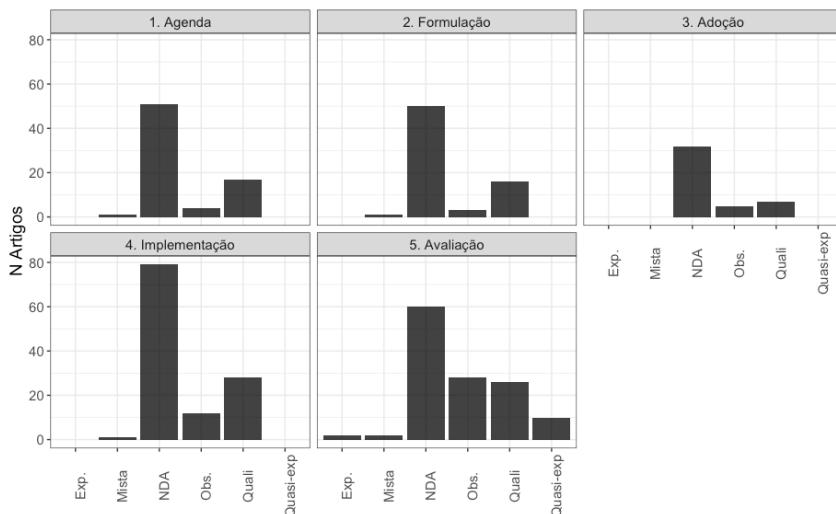 1. Agenda
2. Formulação
3. Adoção
80
60
40
20
0
N Artigos
Exp.
Mista
NDA
Obs.
Quali
Quasi-exp
4. Implementação
5. Avaliação
80
60
40
20
0
Exp.
Mista
NDA
Obs.
Quali
Quasi-exp
Exp.
Mista
NDA
Obs.
Quali
Quasi-exp